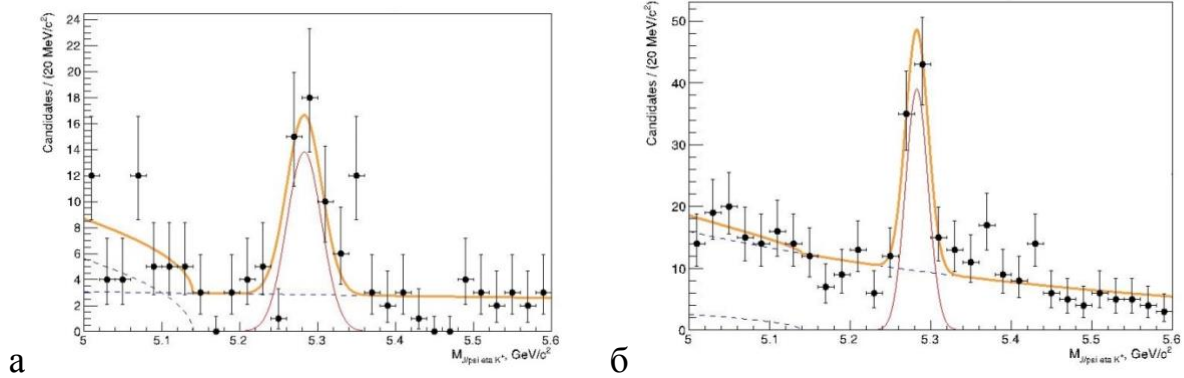 24
22
20
18
16
14
12
10
8
6
4
2
0
Candidates / (20 MeV/c²)
5 5.1 5.2 5.3 5.4 5.5 5.6
M J/psi eta K⁺, GeV/c²
а
50
40
30
20
10
0
Candidates / (20 MeV/c²)
5 5.1 5.2 5.3 5.4 5.5 5.6
M J/psi eta K⁺, GeV/c²
б